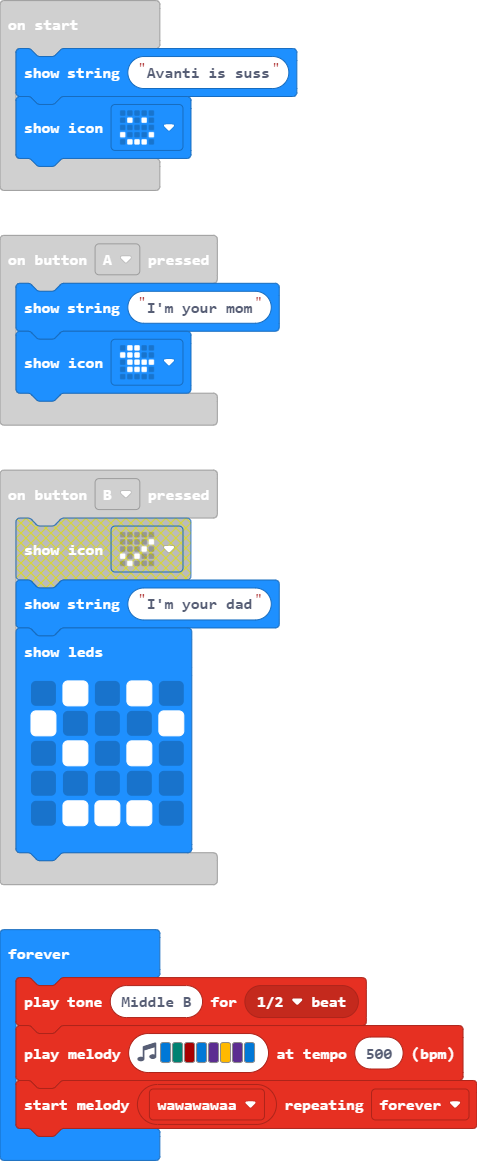 on start
show string "Avanti is suss"
show icon
on button A pressed
show string "I'm your mom"
show icon
on button B pressed
show icon
show string "I'm your dad"
show leds
forever
play tone Middle B for 1/2 beat
play melody at tempo 500 (bpm)
start melody wawawawaa repeating forever